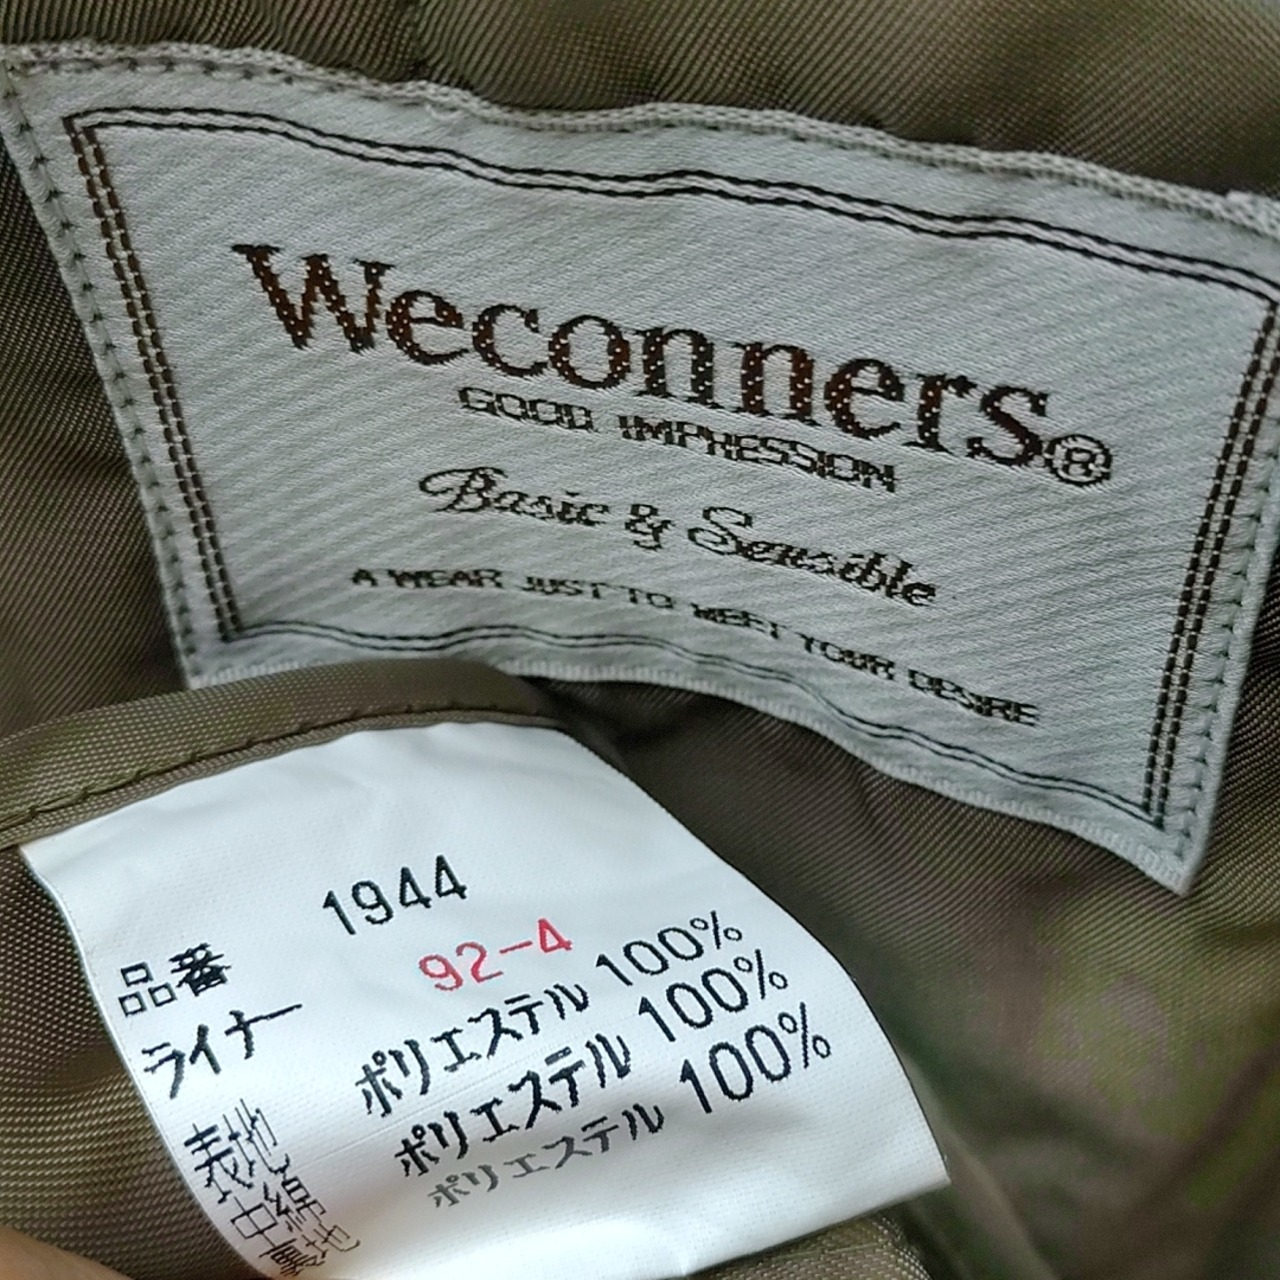 Weconners®
GOOD IMPRESSION
Basic & Sensible
A WEAR JUST TO MEET YOUR DESIRE
品番 1944
92-4
ライナー
表地 ポリエステル 100%
中綿 ポリエステル 100%
裏地 ポリエステル 100%